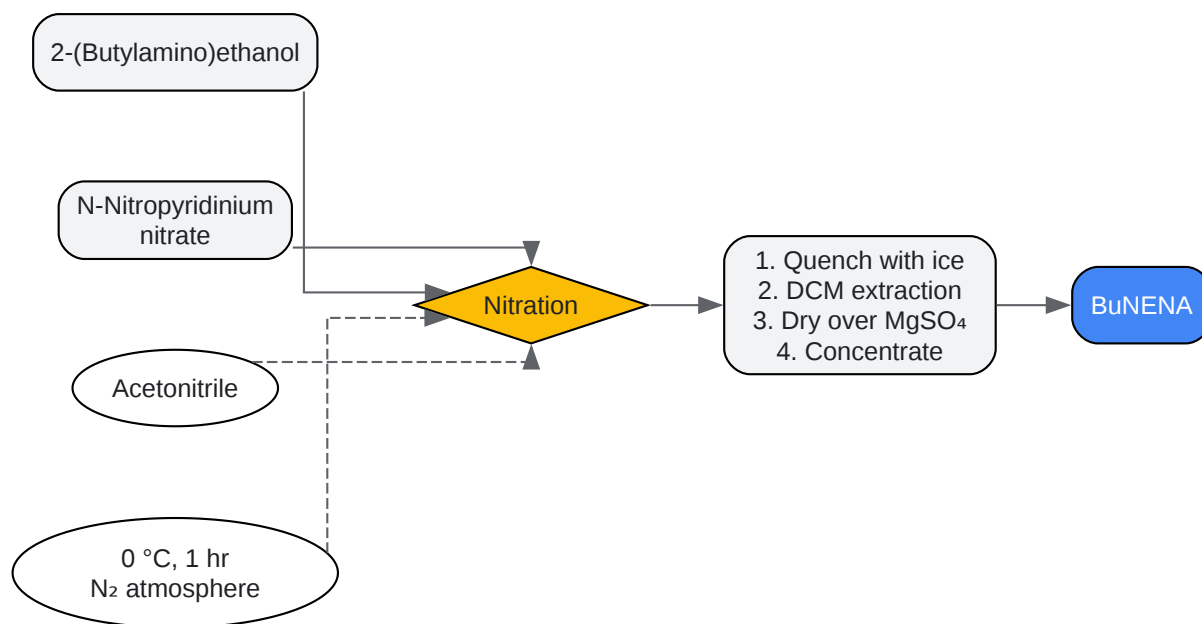 2-(Butylamino)ethanol
N-Nitropyridinium
nitrate
Acetonitrile
0 °C, 1 hr
N₂ atmosphere
Nitration
1. Quench with ice
2. DCM extraction
3. Dry over MgSO₄
4. Concentrate
BuNENA